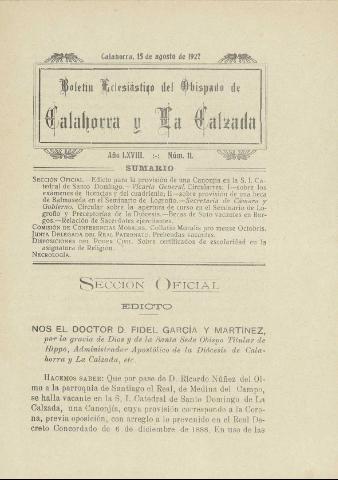 Calahorra, 15 de agosto de 1927
Boletín Eclesiástico del Obispado de
Calahorra y La Calzada
Año LXVIII. :-: Núm. 11.
SUMARIO
SECCIÓN OFICIAL. Edicto para la provisión de una Canonjía en la S. I. Ca-
tedral de Santo Domingo.—Vicaria General. Circulares. I—sobre los
exámenes de licencias y del cuadrienio, II.—sobre provisión de una beca
de Balmaseda en el Seminario de Logroño.—Secretaría de Cámara y
Gobierno. Circular sobre la apertura de curso en el Seminario de Lo-
groño y Preceptorías de la Diócesis.—Becas de Soto vacantes en Bur-
gos.—Relación de Sacerdotes ejercitantes.
COMISIÓN DE CONFERENCIAS MORALES. Collatio Moralis pro mense Octobris.
JUNTA DELEGADA DEL REAL PATRONATO. Prebendas vacantes.
DISPOSICIONES DEL PODER CIVIL. Sobre certificados de escolaridad en la
asignatura de Religión.
NECROLOGÍA.
SECCIÓN OFICIAL
EDICTO
NOS EL DOCTOR D. FIDEL GARCÍA Y MARTÍNEZ,
por la gracia de Dios y de la Santa Sede Obispo Titular de
Hippo, Administrador Apostólico de la Diócesis de Cala-
horra y La Calzada, etc.
HACEMOS SABER: Que por paso de D. Ricardo Núñez del Ol-
mo a la parroquia de Santiago el Real, de Medina del Campo,
se halla vacante en la S. I. Catedral de Santo Domingo de La
Calzada, una Canonjía, cuya provisión corresponde a la Coro-
na, previa oposición, con arreglo a lo prevenido en el Real De-
creto Concordado de 6 de diciembre de 1888. En uso de las